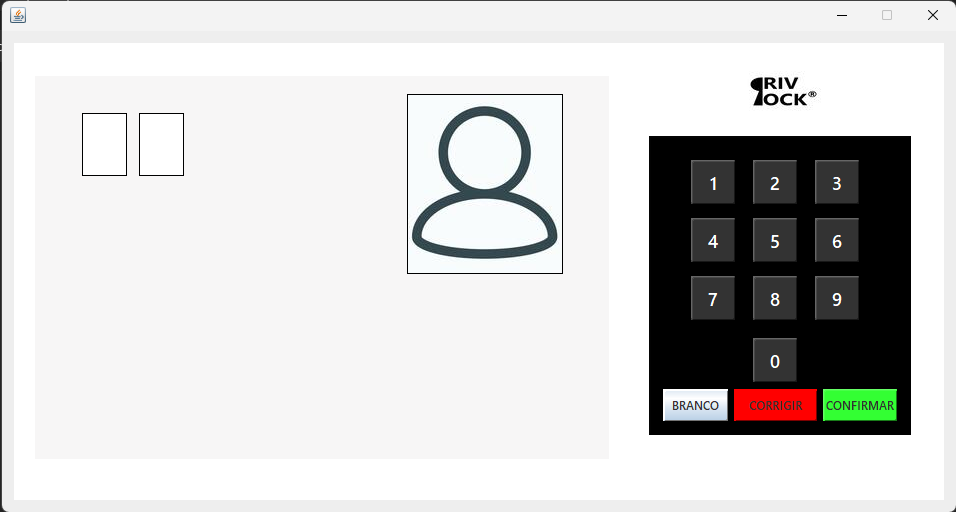 RIV
OCK®
1 2 3
4 5 6
7 8 9
0
BRANCO CORRIGIR CONFIRMAR